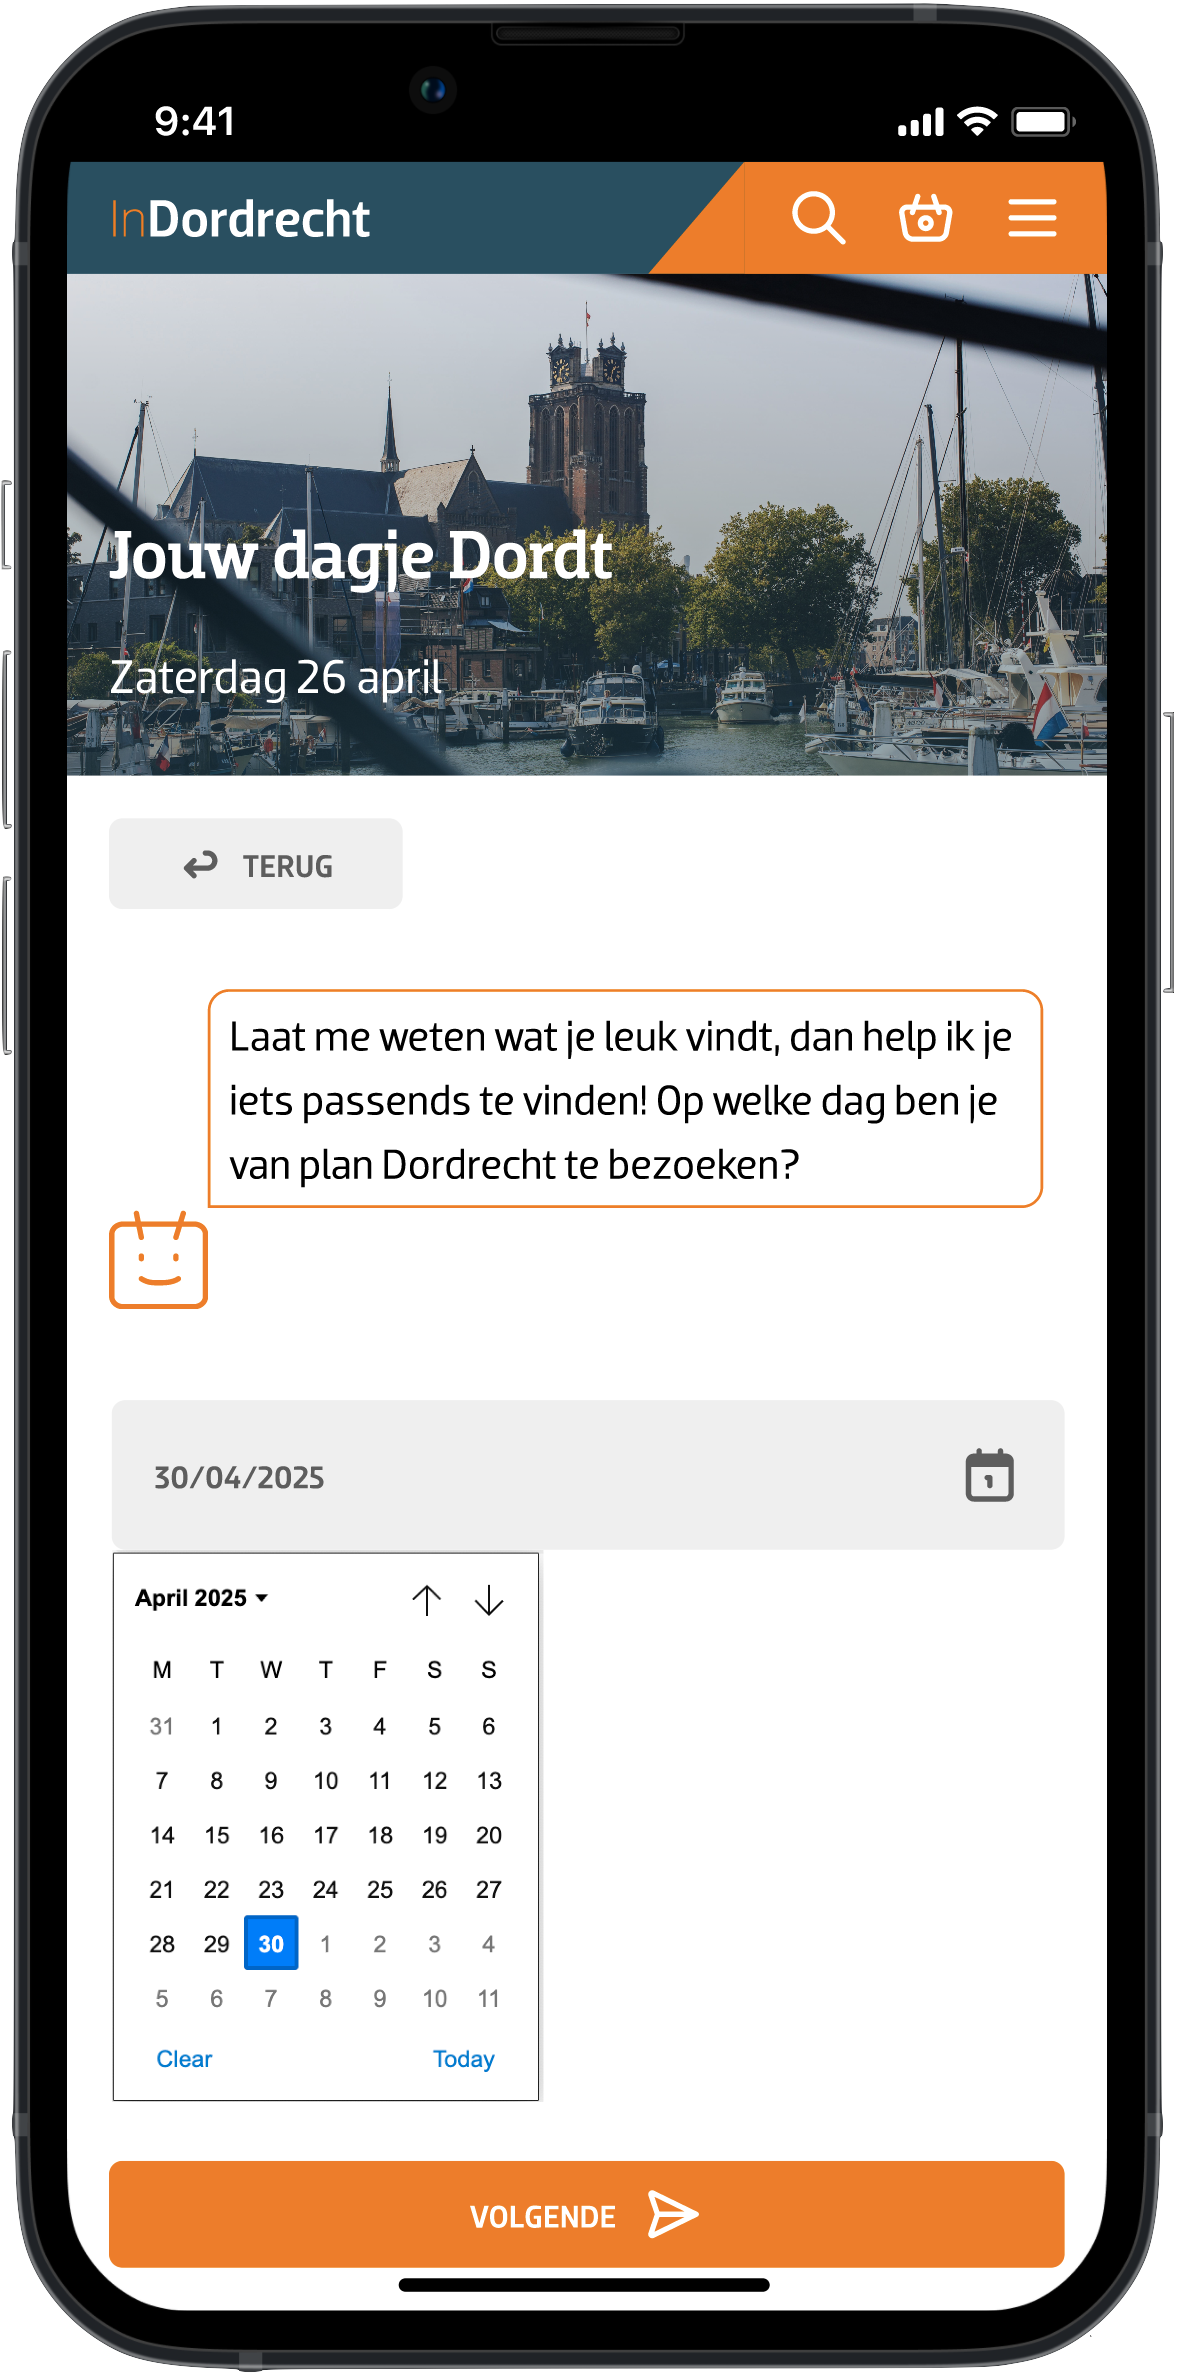 9:41
InDordrecht
Jouw dagje Dordt
Zaterdag 26 april
TERUG
Laat me weten wat je leuk vindt, dan help ik je
iets passends te vinden! Op welke dag ben je
van plan Dordrecht te bezoeken?
30/04/2025
1
April 2025
M T W T F S S
31 1 2 3 4 5 6
7 8 9 10 11 12 13
14 15 16 17 18 19 20
21 22 23 24 25 26 27
28 29 30 1 2 3 4
5 6 7 8 9 10 11
Clear Today
VOLGENDE